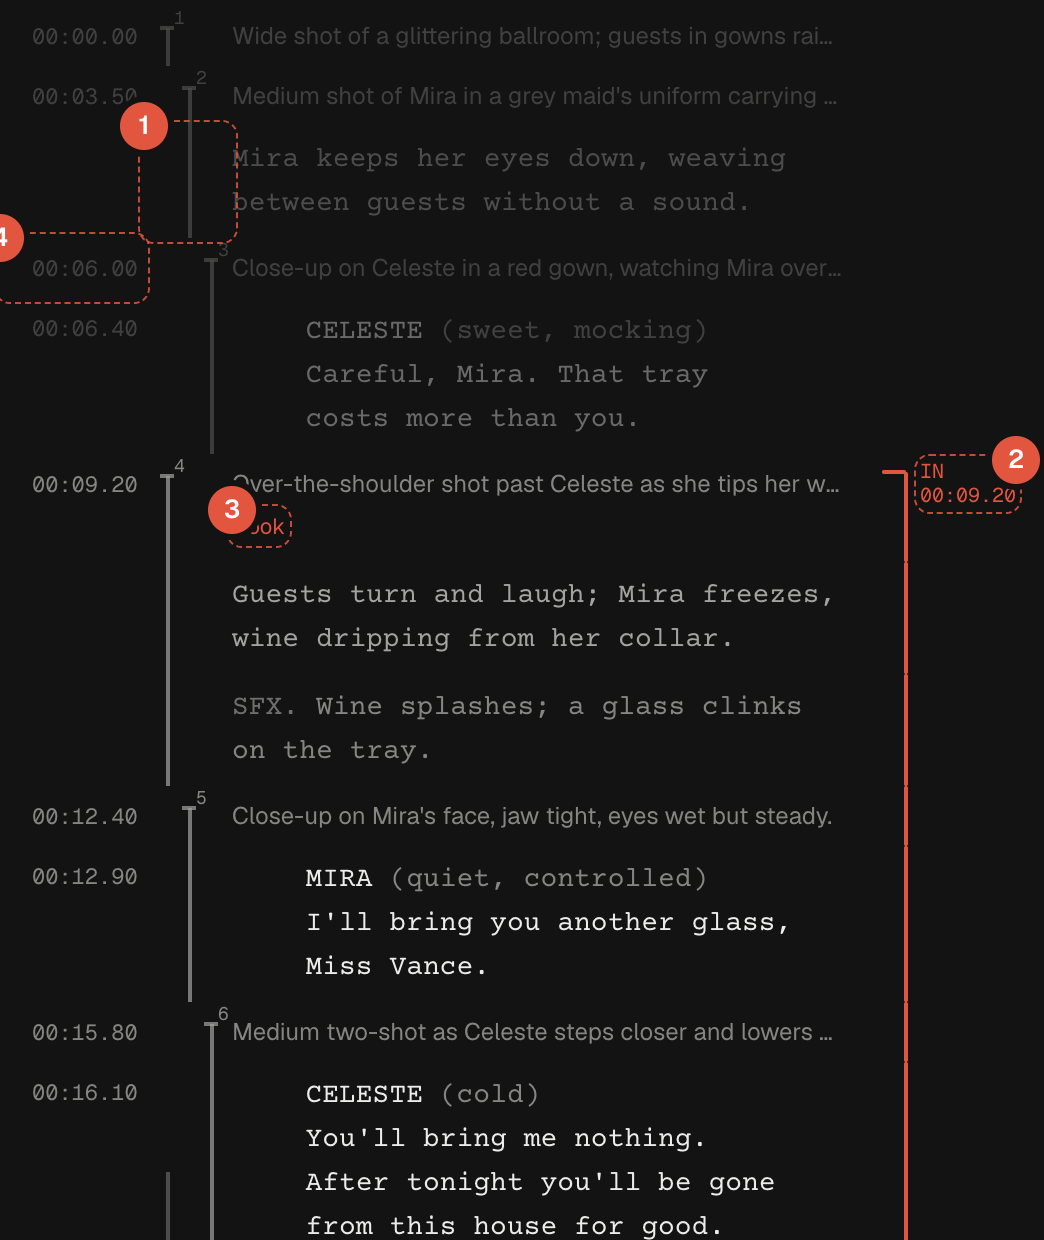 1
00:00.00 Wide shot of a glittering ballroom; guests in gowns rai…
2
00:03.50 Medium shot of Mira in a grey maid's uniform carrying …
1
Mira keeps her eyes down, weaving
between guests without a sound.
4
3
00:06.00 Close-up on Celeste in a red gown, watching Mira over…
00:06.40 CELESTE (sweet, mocking)
Careful, Mira. That tray
costs more than you.
4
00:09.20 Over-the-shoulder shot past Celeste as she tips her w…
IN
2
00:09.20
3
Guests turn and laugh; Mira freezes,
wine dripping from her collar.
SFX. Wine splashes; a glass clinks
on the tray.
5
00:12.40 Close-up on Mira's face, jaw tight, eyes wet but steady.
00:12.90 MIRA (quiet, controlled)
I'll bring you another glass,
Miss Vance.
6
00:15.80 Medium two-shot as Celeste steps closer and lowers …
00:16.10 CELESTE (cold)
You'll bring me nothing.
After tonight you'll be gone
from this house for good.